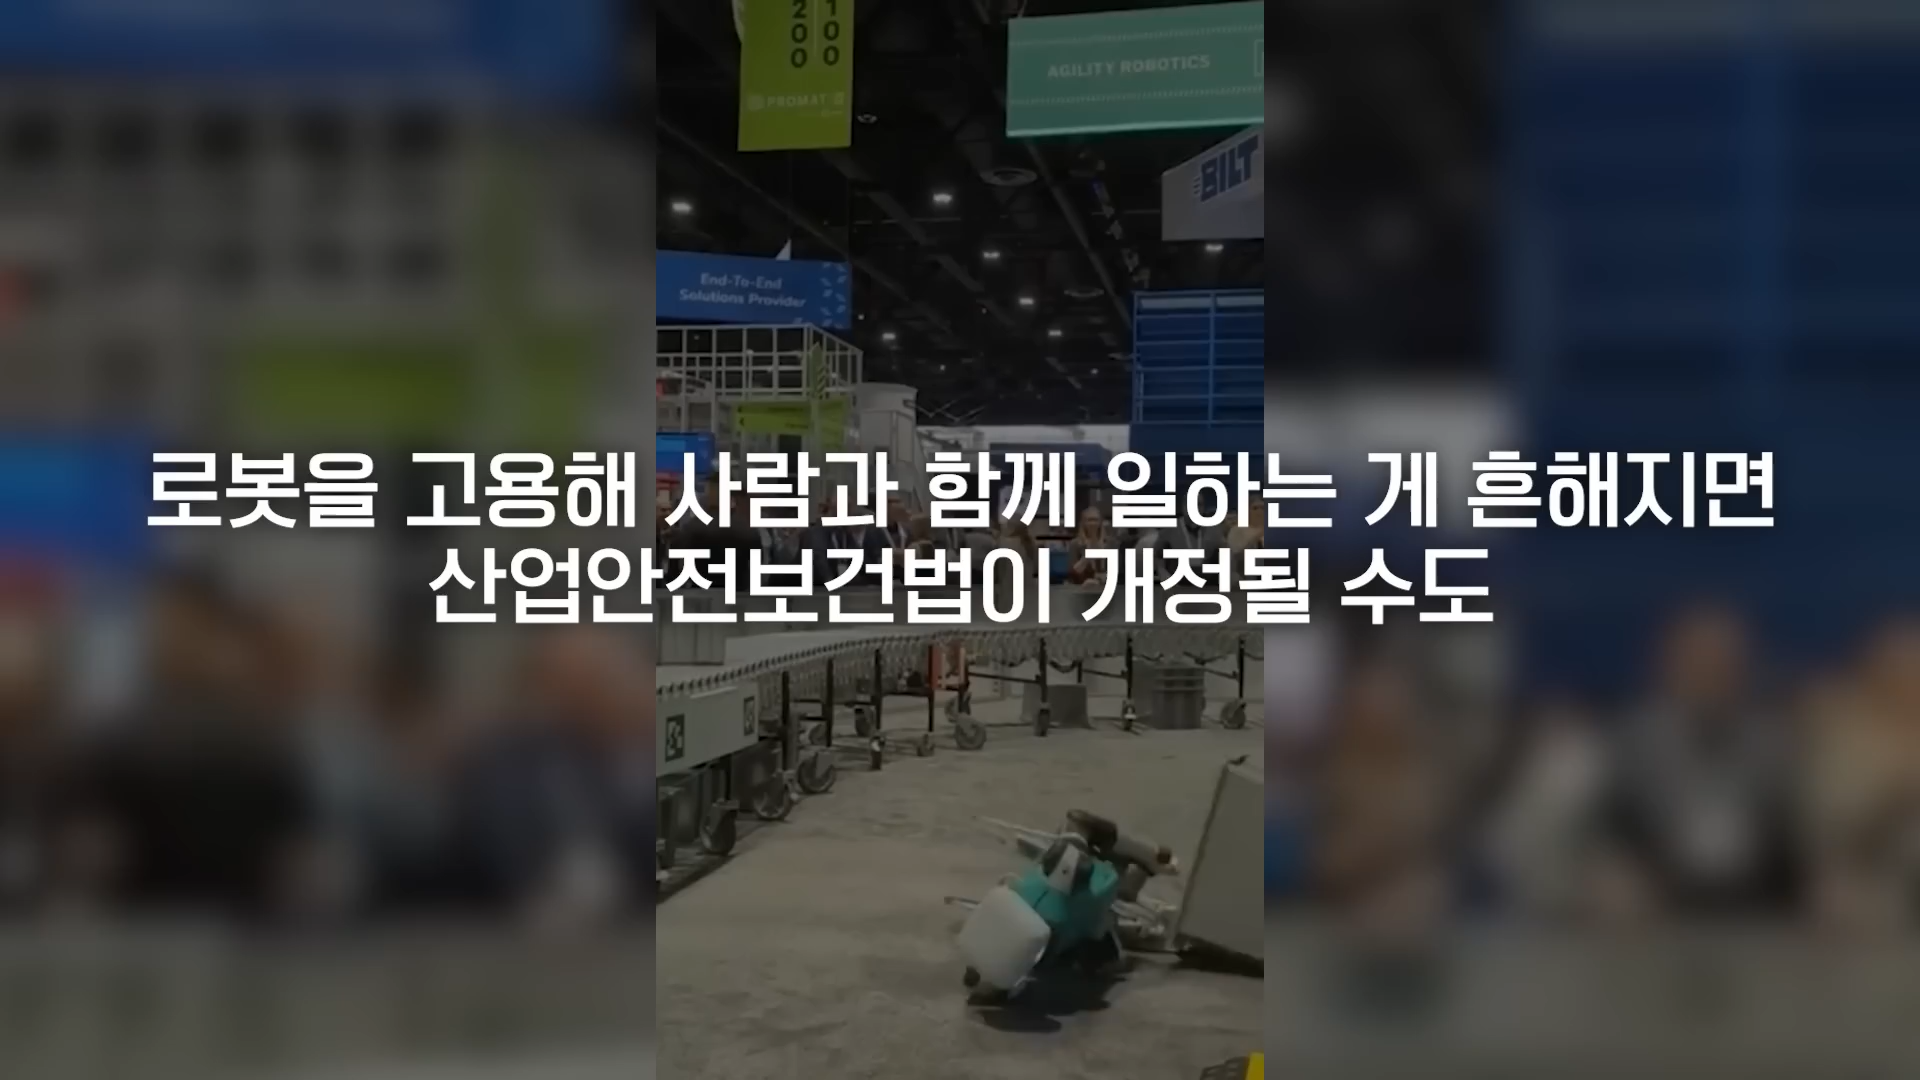 200
100
PROMAT
AGILITY ROBOTICS
BILT
End-To-End
Solutions Provider
로봇을 고용해 사람과 함께 일하는 게 흔해지면
산업안전보건법이 개정될 수도